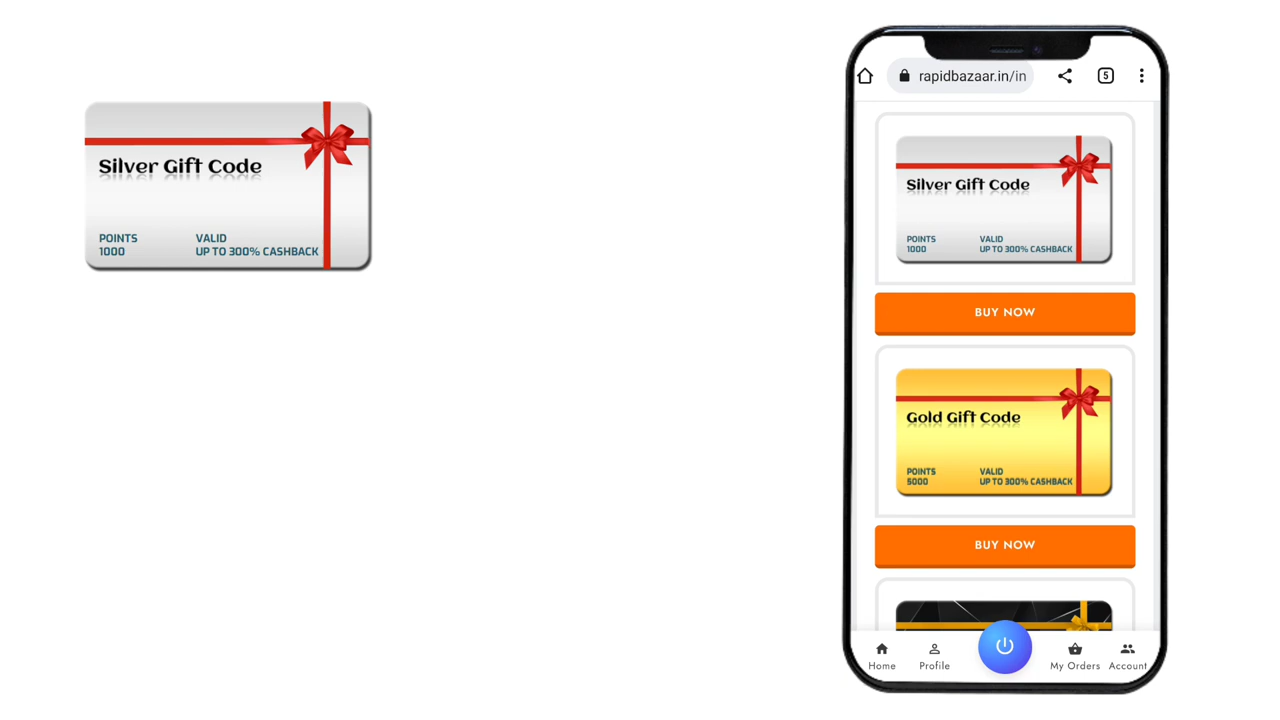 Silver Gift Code
POINTS
1000
VALID
UP TO 300% CASHBACK
rapidbazaar.in/in
5
Silver Gift Code
POINTS
1000
VALID
UP TO 300% CASHBACK
BUY NOW
Gold Gift Code
POINTS
5000
VALID
UP TO 300% CASHBACK
BUY NOW
Home
Profile
My Orders
Account